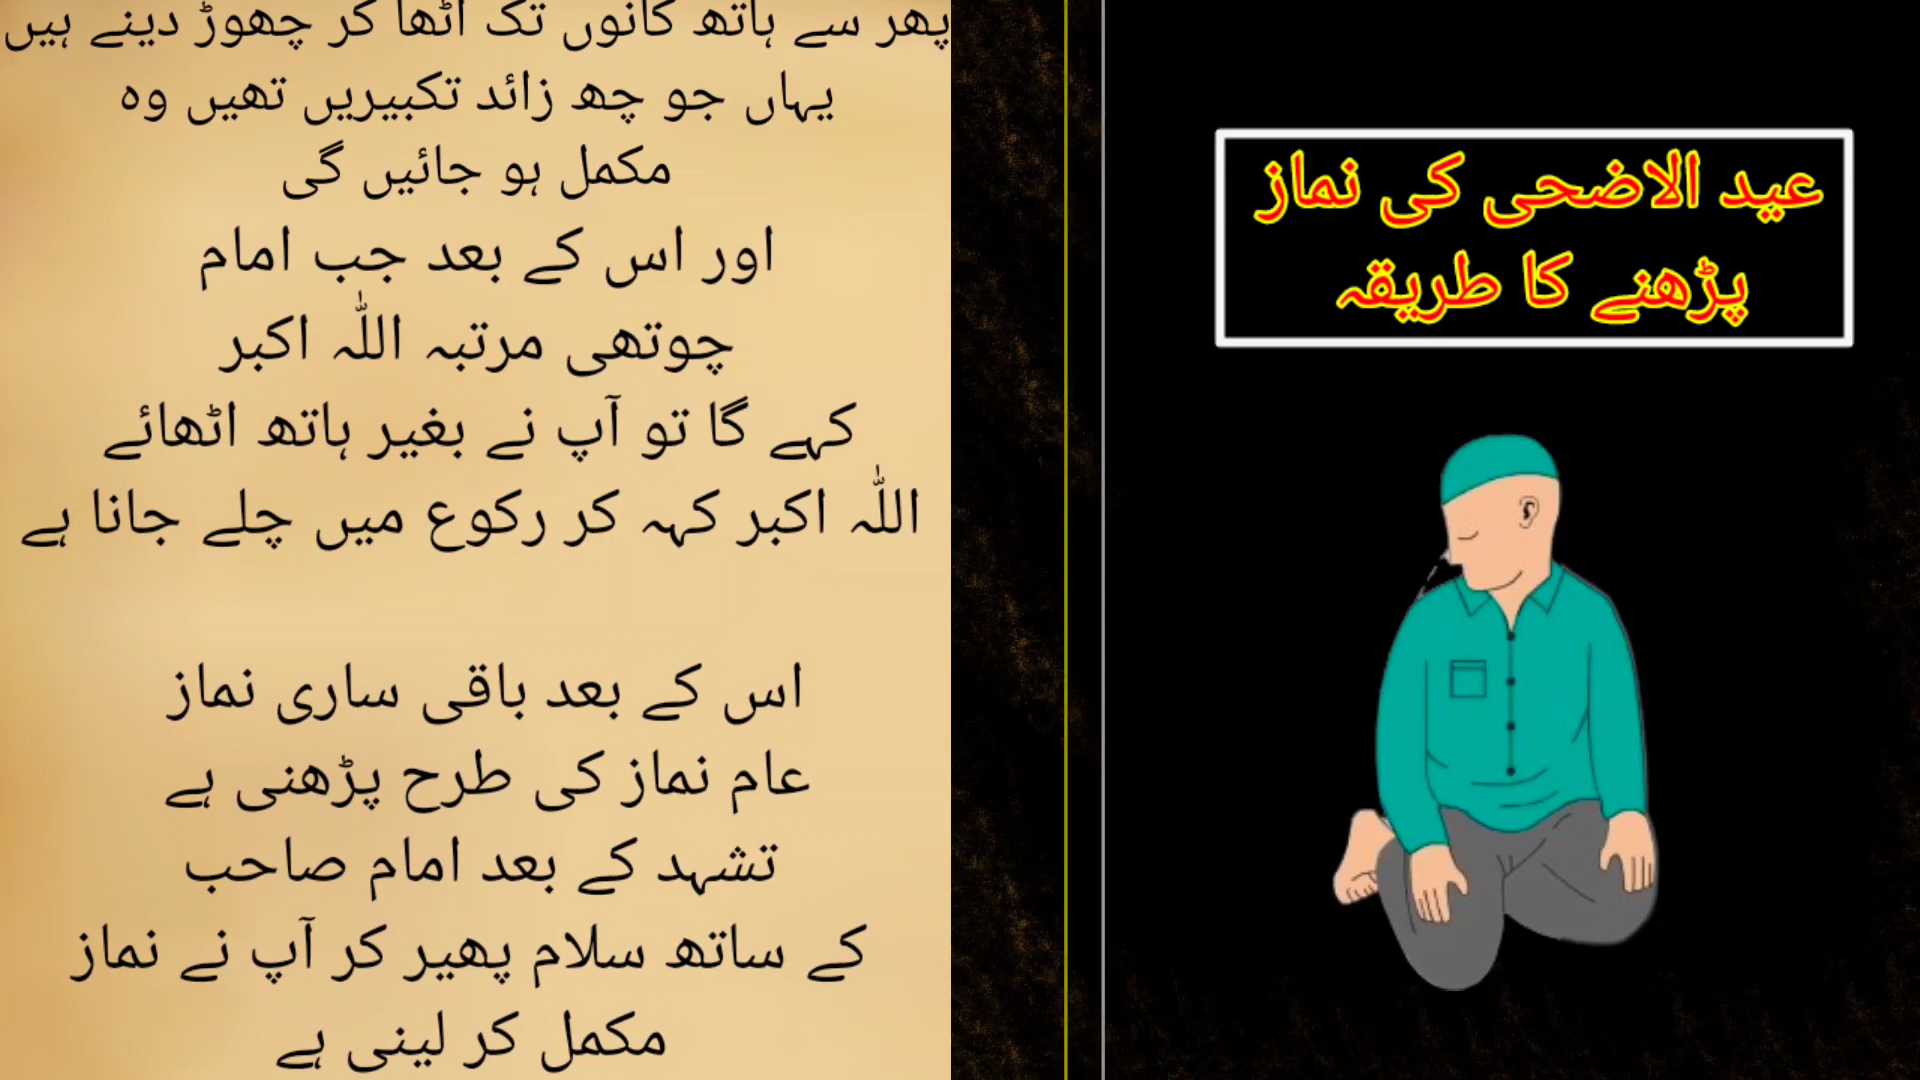 پھر سے ہاتھ کانوں تک اٹھا کر چھوڑ دینے ہیں
یہاں جو چھ زائد تکبیریں تھیں وہ
مکمل ہو جائیں گی
اور اس کے بعد جب امام
چوتھی مرتبہ اللہ اکبر
کہے گا تو آپ نے بغیر ہاتھ اٹھائے
اللہ اکبر کہہ کر رکوع میں چلے جانا ہے
اس کے بعد باقی ساری نماز
عام نماز کی طرح پڑھنی ہے
تشہد کے بعد امام صاحب
کے ساتھ سلام پھیر کر آپ نے نماز
مکمل کر لینی ہے
عید الاضحی کی نماز
پڑھنے کا طریقہ